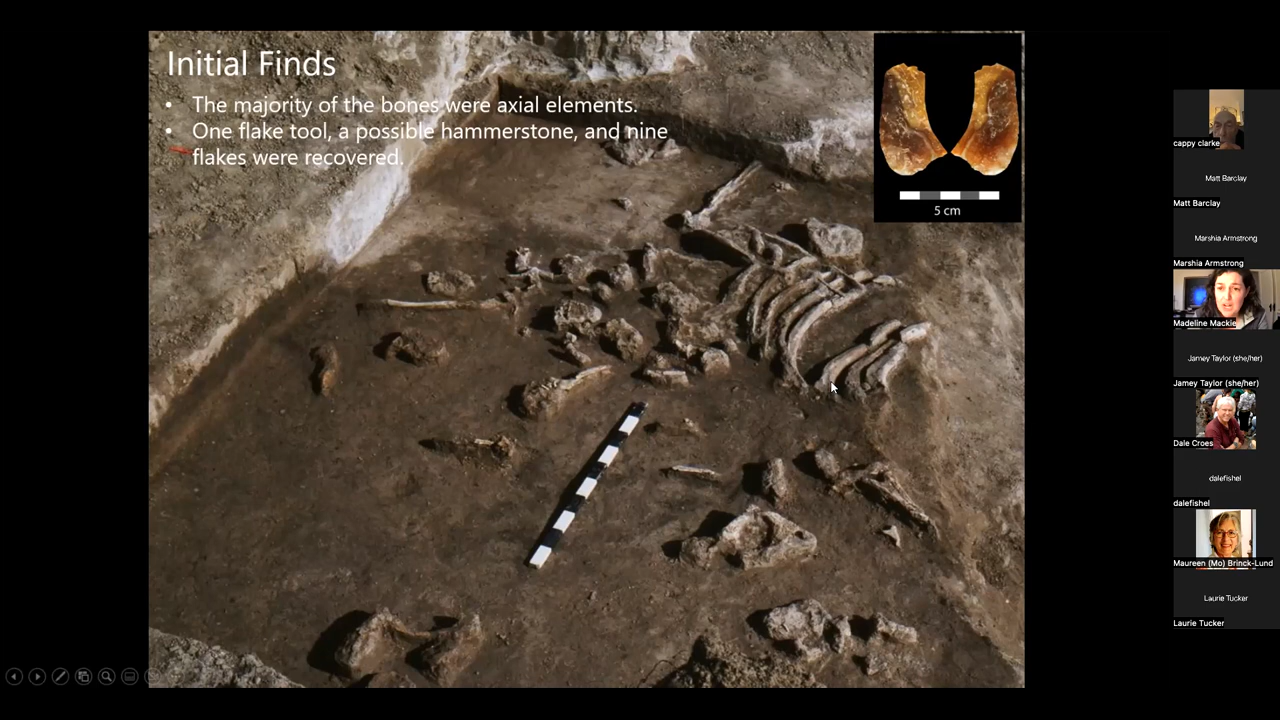 Initial Finds
• The majority of the bones were axial elements.
• One flake tool, a possible hammerstone, and nine
flakes were recovered.
5 cm
cappy clarke
Matt Barclay
Matt Barclay
Marshia Armstrong
Marshia Armstrong
Madeline Mackie
Jamey Taylor (she/her)
Jamey Taylor (she/her)
Dale Croes
dalefishel
dalefishel
Maureen (Mo) Brinck-Lund
Laurie Tucker
Laurie Tucker